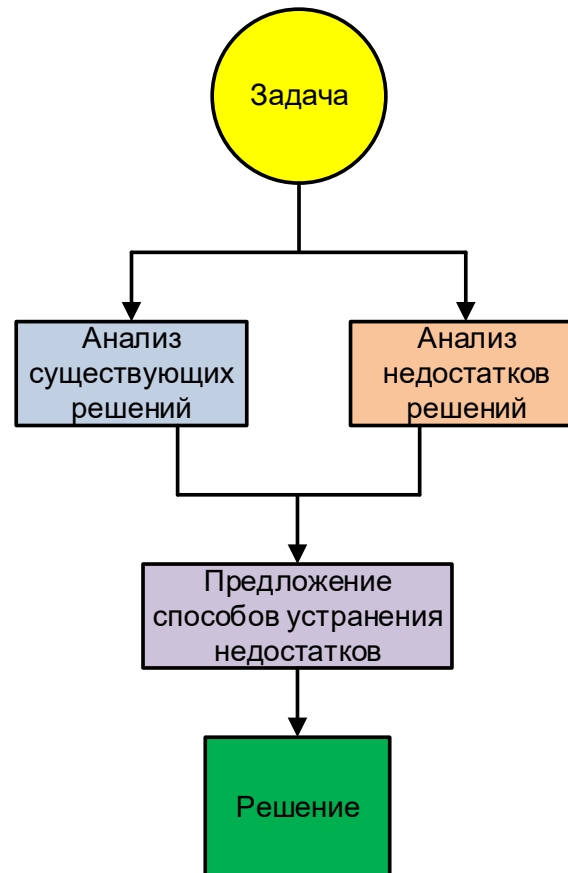 Задача
Анализ
существующих
решений
Анализ
недостатков
решений
Предложение
способов устранения
недостатков
Решение